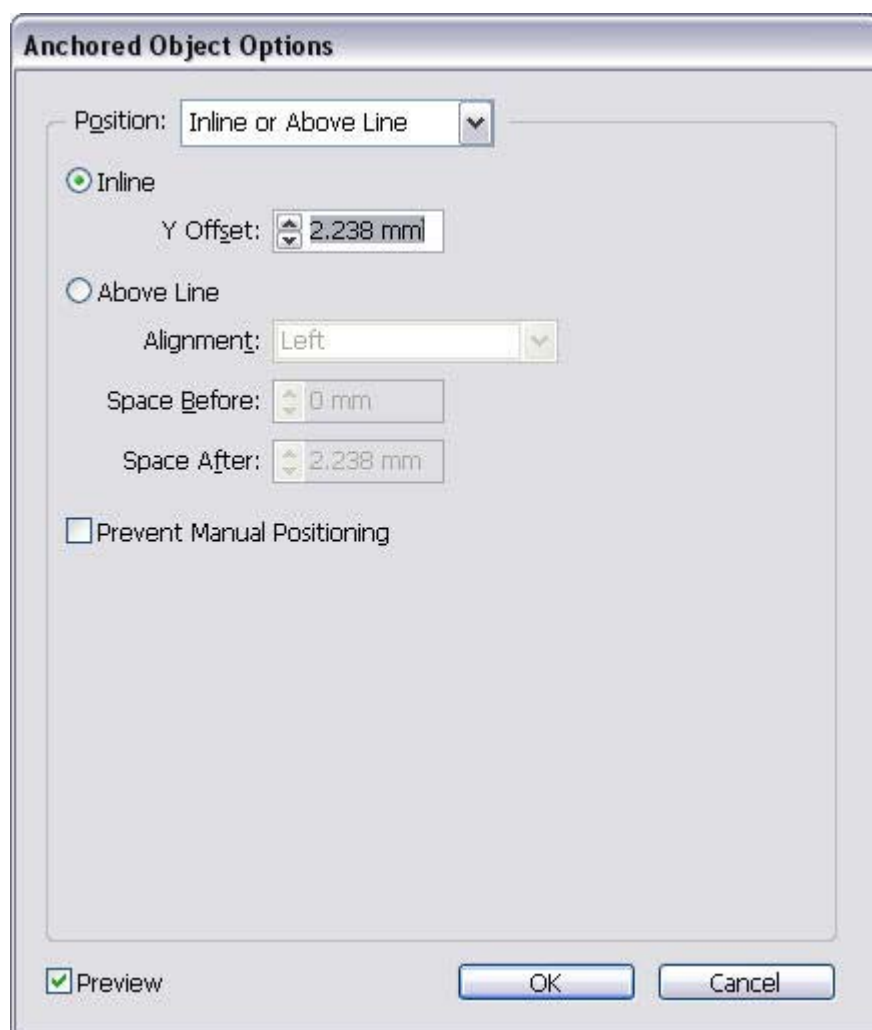 Anchored Object Options
Position: Inline or Above Line
Inline
Y Offset: 2.238 mm
Above Line
Alignment: Left
Space Before: 0 mm
Space After: 2.238 mm
Prevent Manual Positioning
Preview OK Cancel